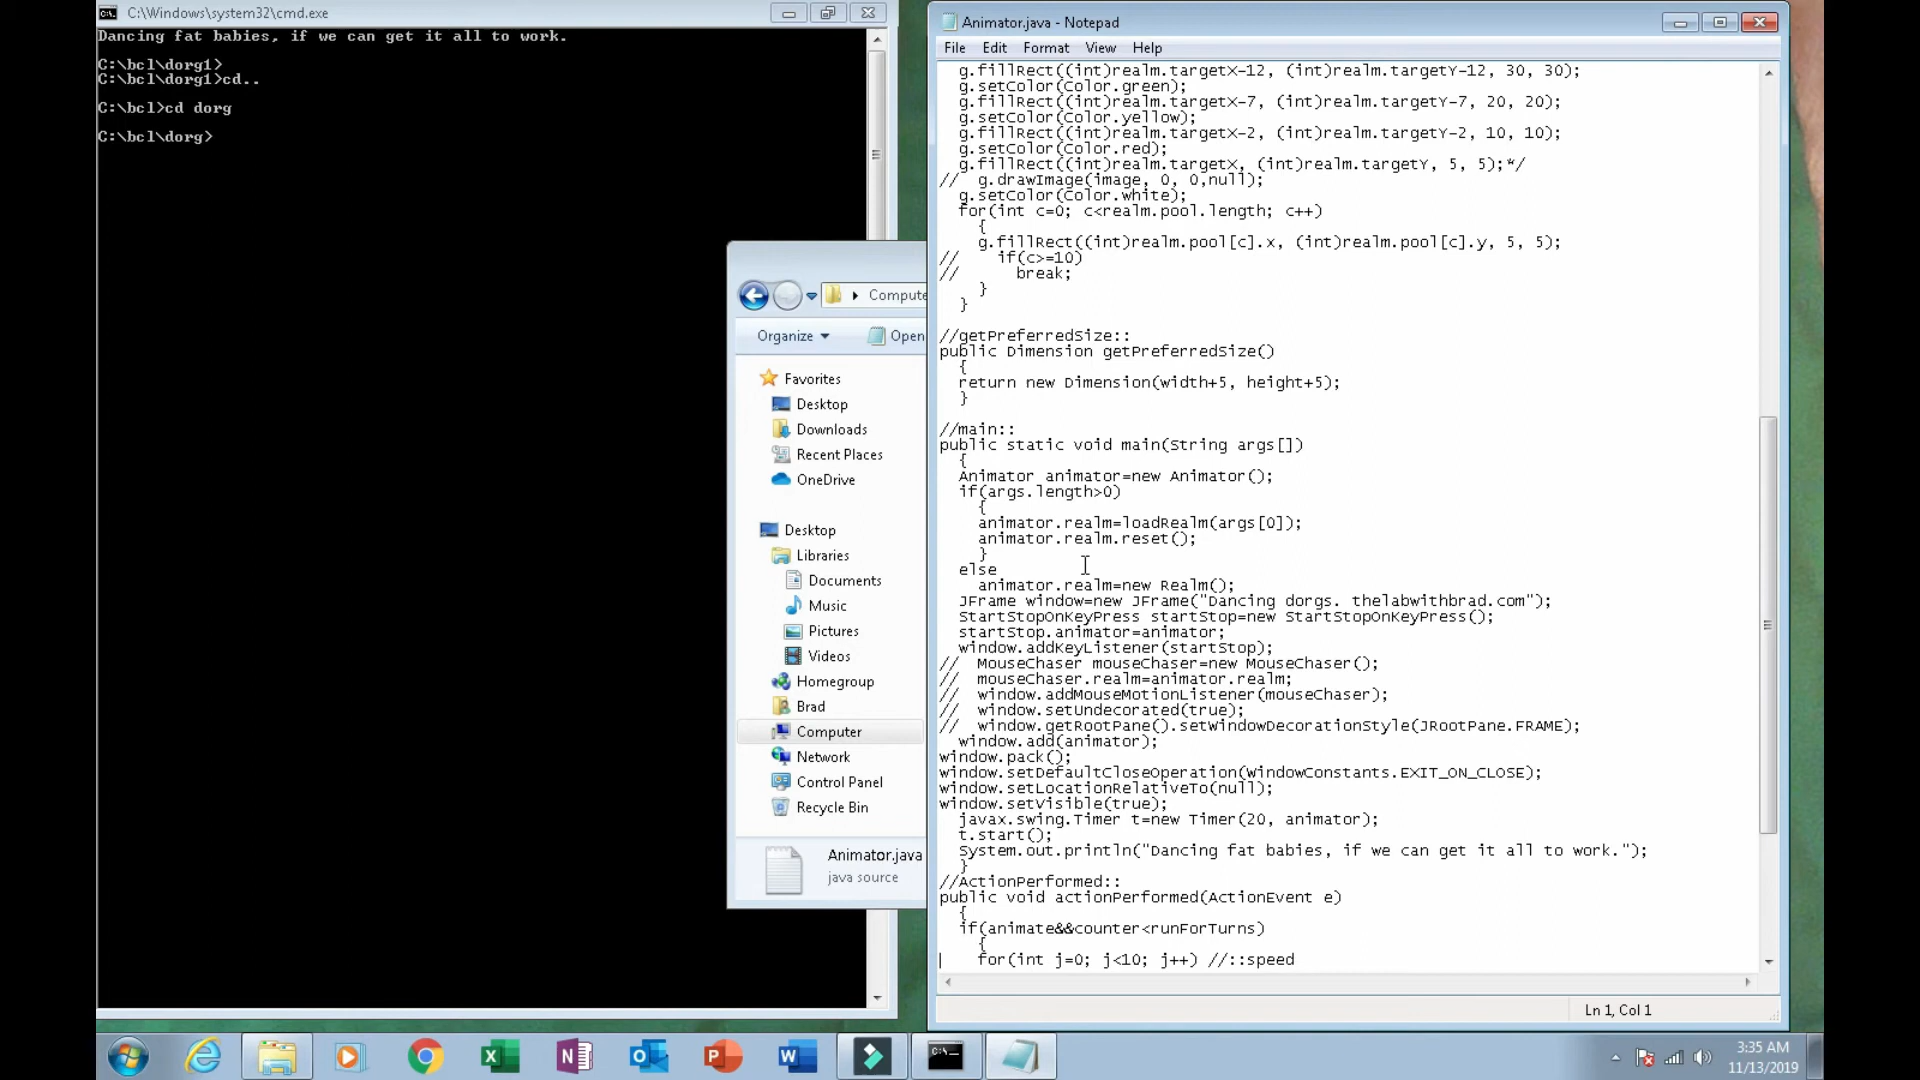 C:\Windows\system32\cmd.exe
Dancing fat babies, if we can get it all to work.
C:\bcl\dorg1>
C:\bcl\dorg1>cd..
C:\bcl>cd dorg
C:\bcl\dorg>
Compute
Organize
Open
Favorites
Desktop
Downloads
Recent Places
OneDrive
Desktop
Libraries
Documents
Music
Pictures
Videos
Homegroup
Brad
Computer
Network
Control Panel
Recycle Bin
Animator.java
java source
Animator.java - Notepad
File Edit Format View Help
g.fillRect((int)realm.targetX-12, (int)realm.targetY-12, 30, 30);
g.setColor(Color.green);
g.fillRect((int)realm.targetX-7, (int)realm.targetY-7, 20, 20);
g.setColor(Color.yellow);
g.fillRect((int)realm.targetX-2, (int)realm.targetY-2, 10, 10);
g.setColor(Color.red);
g.fillRect((int)realm.targetX, (int)realm.targetY, 5, 5);*/
// g.drawImage(image, 0, 0,null);
g.setColor(Color.white);
for(int c=0; c<realm.pool.length; c++)
{
g.fillRect((int)realm.pool[c].x, (int)realm.pool[c].y, 5, 5);
// if(c>=10)
// break;
}
}
//getPreferredSize::
public Dimension getPreferredSize()
{
return new Dimension(width+5, height+5);
}
//main::
public static void main(String args[])
{
Animator animator=new Animator();
if(args.length>0)
{
animator.realm=loadRealm(args[0]);
animator.realm.reset();
}
else
animator.realm=new Realm();
JFrame window=new JFrame("Dancing dorgs. thelabwithbrad.com");
StartStopOnKeyPress startStop=new StartStopOnKeyPress();
startStop.animator=animator;
window.addKeyListener(startStop);
// MouseChaser mouseChaser=new MouseChaser();
// mouseChaser.realm=animator.realm;
// window.addMouseMotionListener(mouseChaser);
// window.setUndecorated(true);
// window.getRootPane().setWindowDecorationStyle(JRootPane.FRAME);
window.add(animator);
window.pack();
window.setDefaultCloseOperation(WindowConstants.EXIT_ON_CLOSE);
window.setLocationRelativeTo(null);
window.setVisible(true);
javax.swing.Timer t=new Timer(20, animator);
t.start();
System.out.println("Dancing fat babies, if we can get it all to work.");
}
//ActionPerformed::
public void actionPerformed(ActionEvent e)
{
if(animate&&counter<runForTurns)
{
for(int j=0; j<10; j++) //::speed
Ln 1, Col 1
3:35 AM
11/13/2019